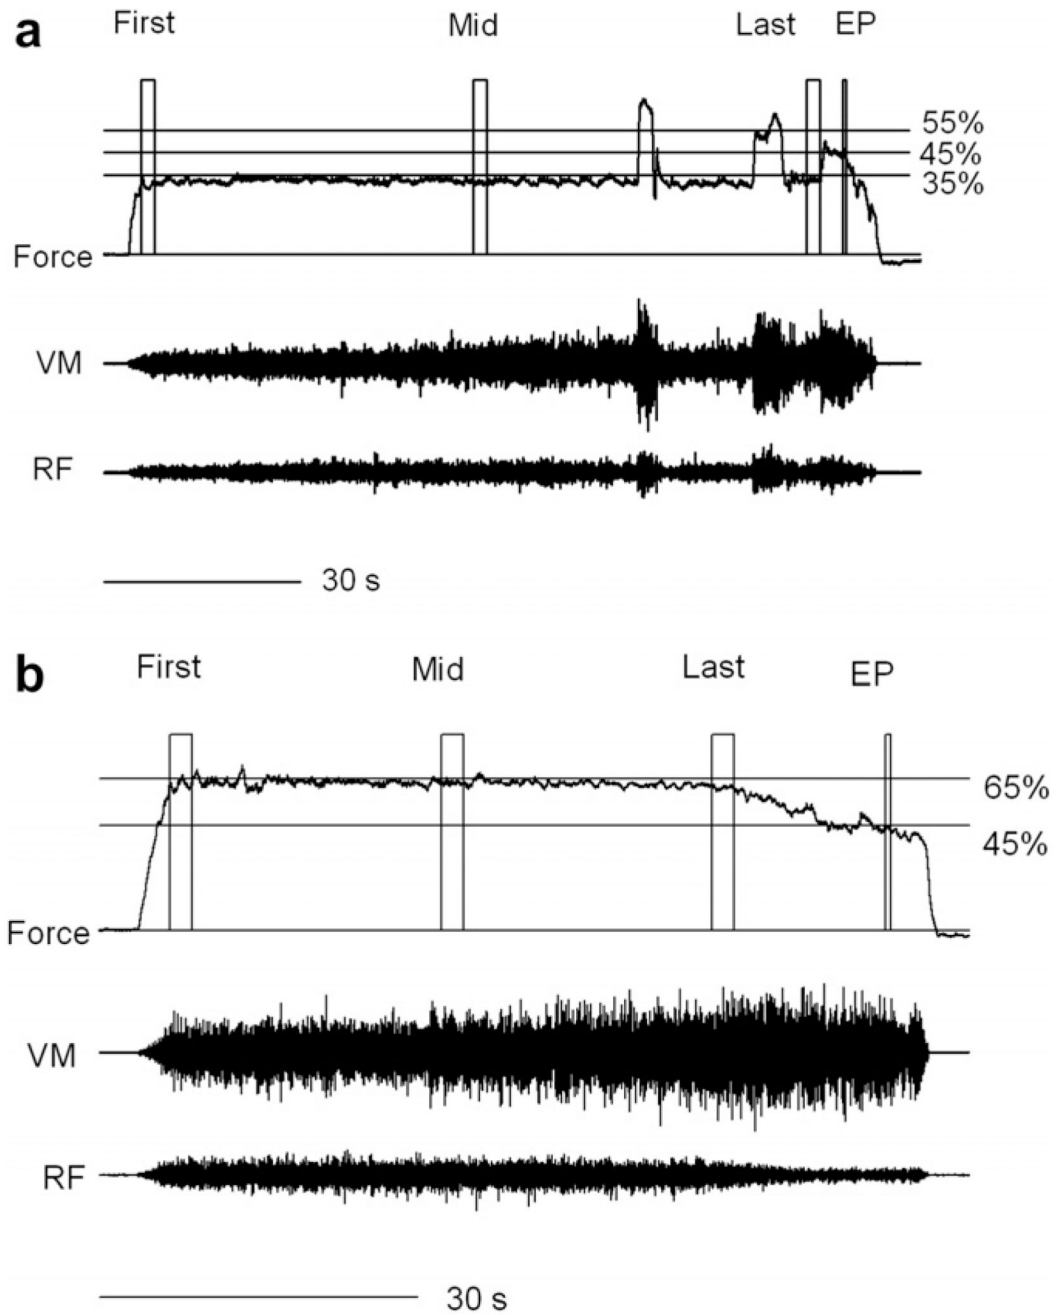 a
First Mid Last EP
55%
45%
35%
Force
VM
RF
30 s
b
First Mid Last EP
65%
45%
Force
VM
RF
30 s